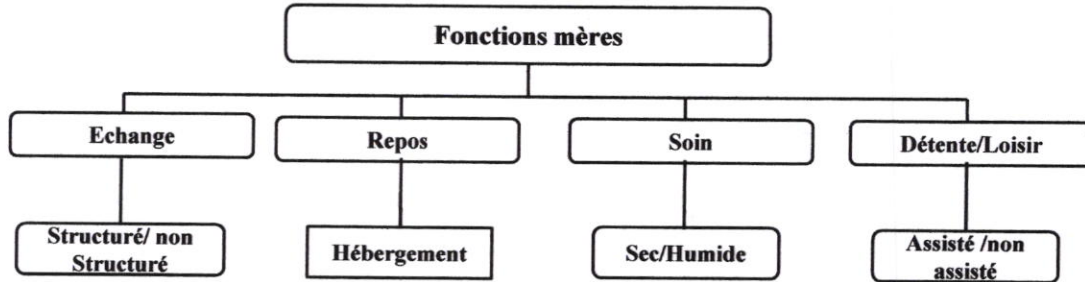 Fonctions mères
Echange
Repos
Soin
Détente/Loisir
Structuré/ non
Structuré
Hébergement
Sec/Humide
Assisté /non
assisté